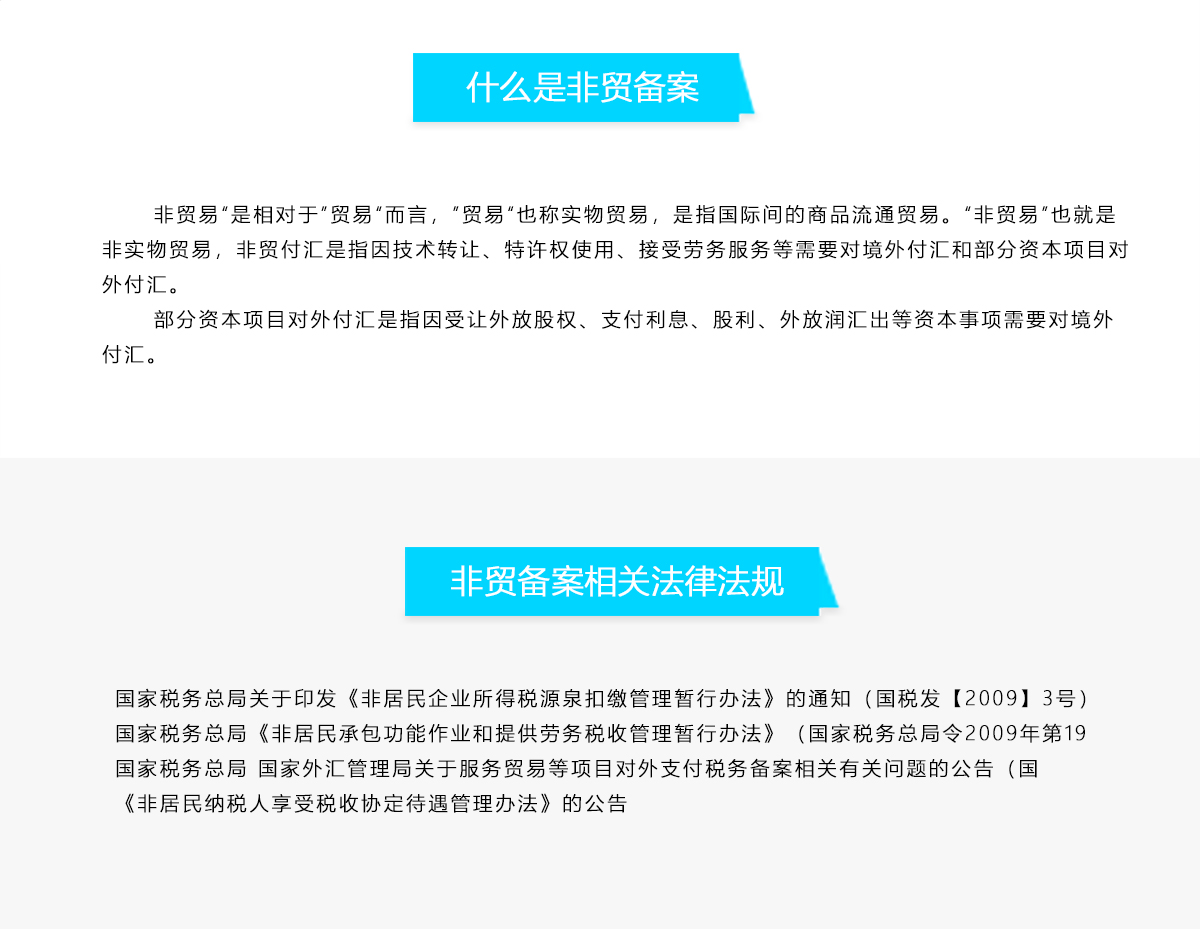 什么是非贸备案
非贸易“是相对于”贸易“而言，”贸易“也称实物贸易，是指国际间的商品流通贸易。“非贸易”也就是
非实物贸易，非贸付汇是指因技术转让、特许权使用、接受劳务服务等需要对境外付汇和部分资本项目对
外付汇。
部分资本项目对外付汇是指因受让外放股权、支付利息、股利、外放润汇出等资本事项需要对境外
付汇。
非贸备案相关法律法规
国家税务总局关于印发《非居民企业所得税源泉扣缴管理暂行办法》的通知（国税发【2009】3号）
国家税务总局《非居民承包功能作业和提供劳务税收管理暂行办法》（国家税务总局令2009年第19
国家税务总局 国家外汇管理局关于服务贸易等项目对外支付税务备案相关有关问题的公告（国
《非居民纳税人享受税收协定待遇管理办法》的公告